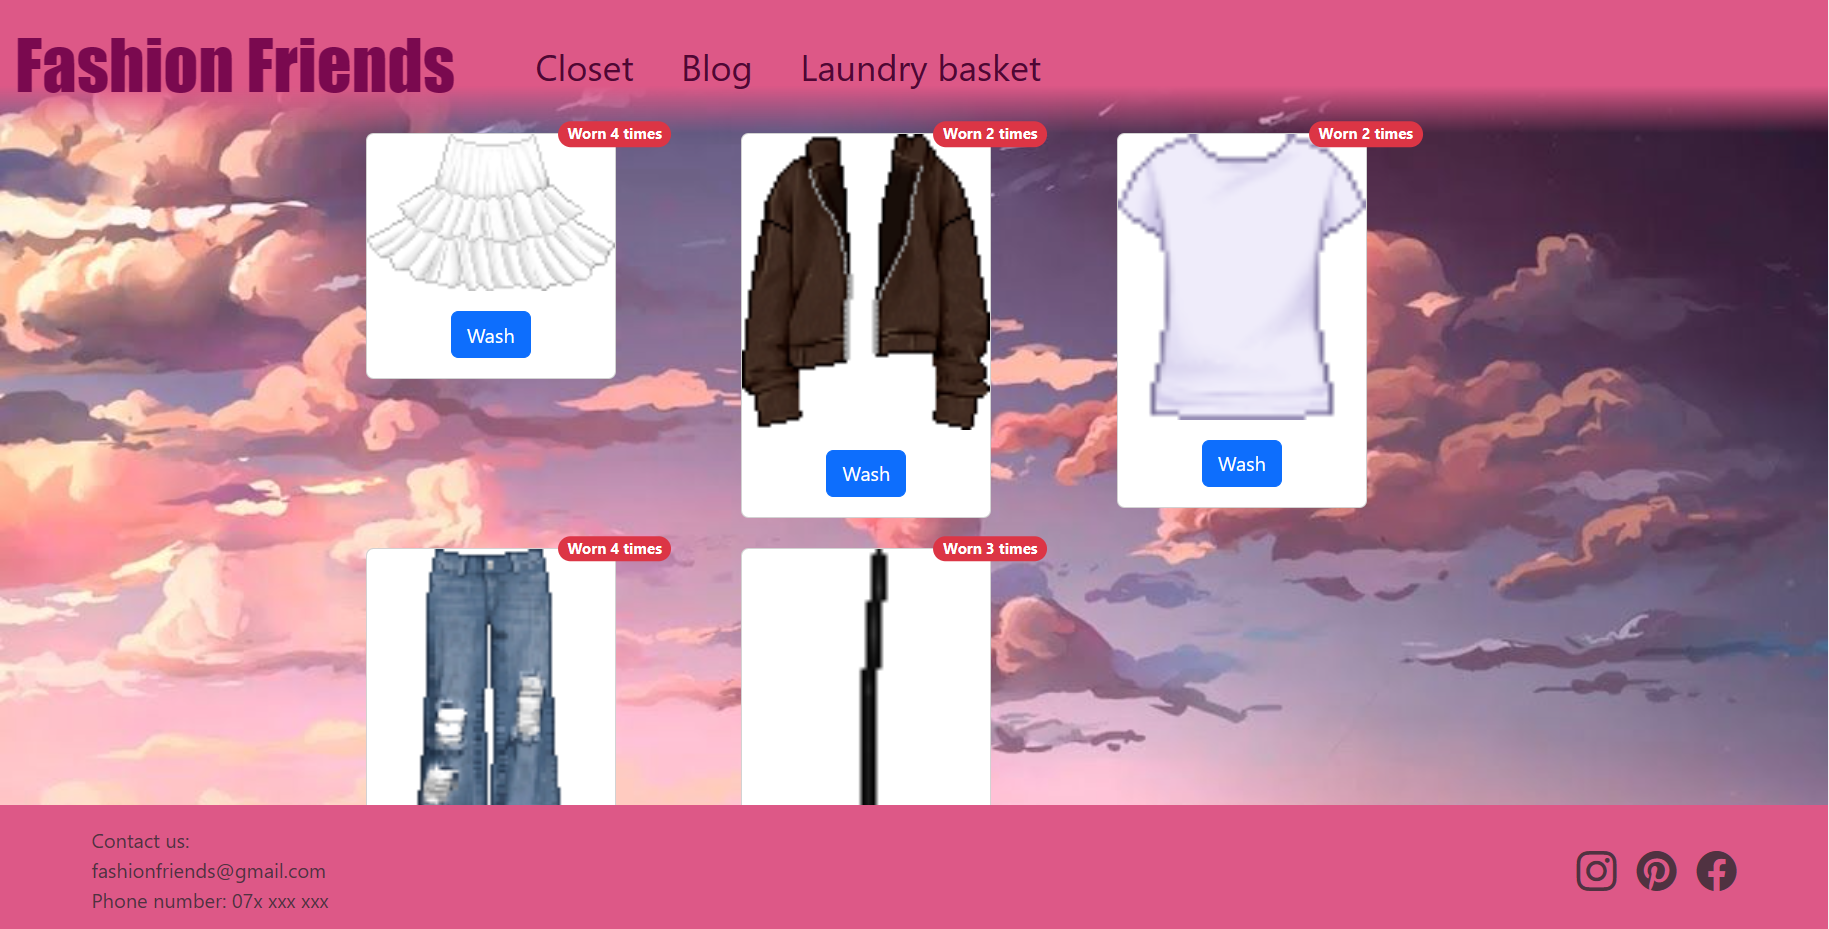 Fashion Friends
Closet Blog Laundry basket
Worn 4 times
Wash
Worn 2 times
Wash
Worn 2 times
Wash
Worn 4 times
Worn 3 times
Contact us:
fashionfriends@gmail.com
Phone number: 07x xxx xxx